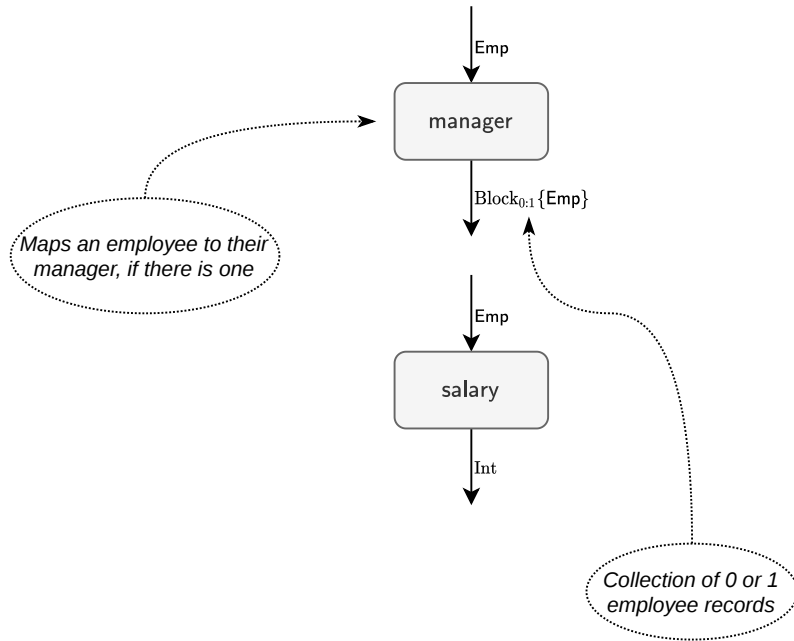 Emp
manager
Block0:1{Emp}
Maps an employee to their
manager, if there is one
Emp
salary
Int
Collection of 0 or 1
employee records